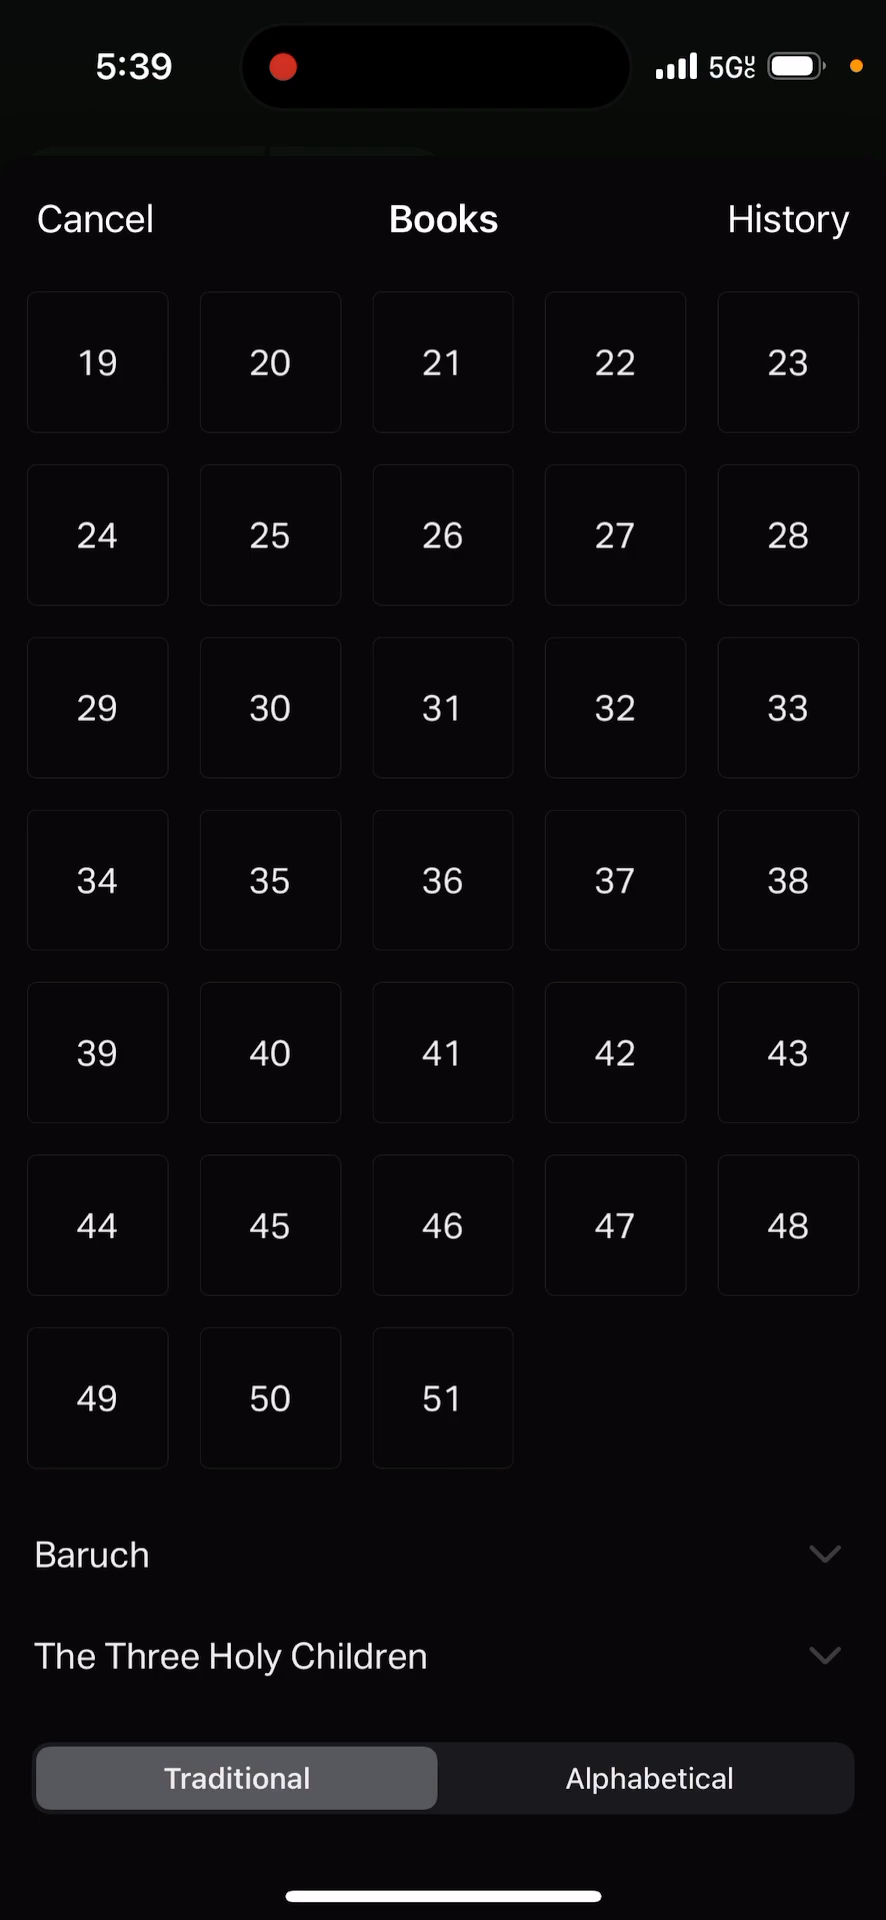 5:39 5GUC
Cancel Books History
19 20 21 22 23
24 25 26 27 28
29 30 31 32 33
34 35 36 37 38
39 40 41 42 43
44 45 46 47 48
49 50 51
Baruch
The Three Holy Children
Traditional Alphabetical